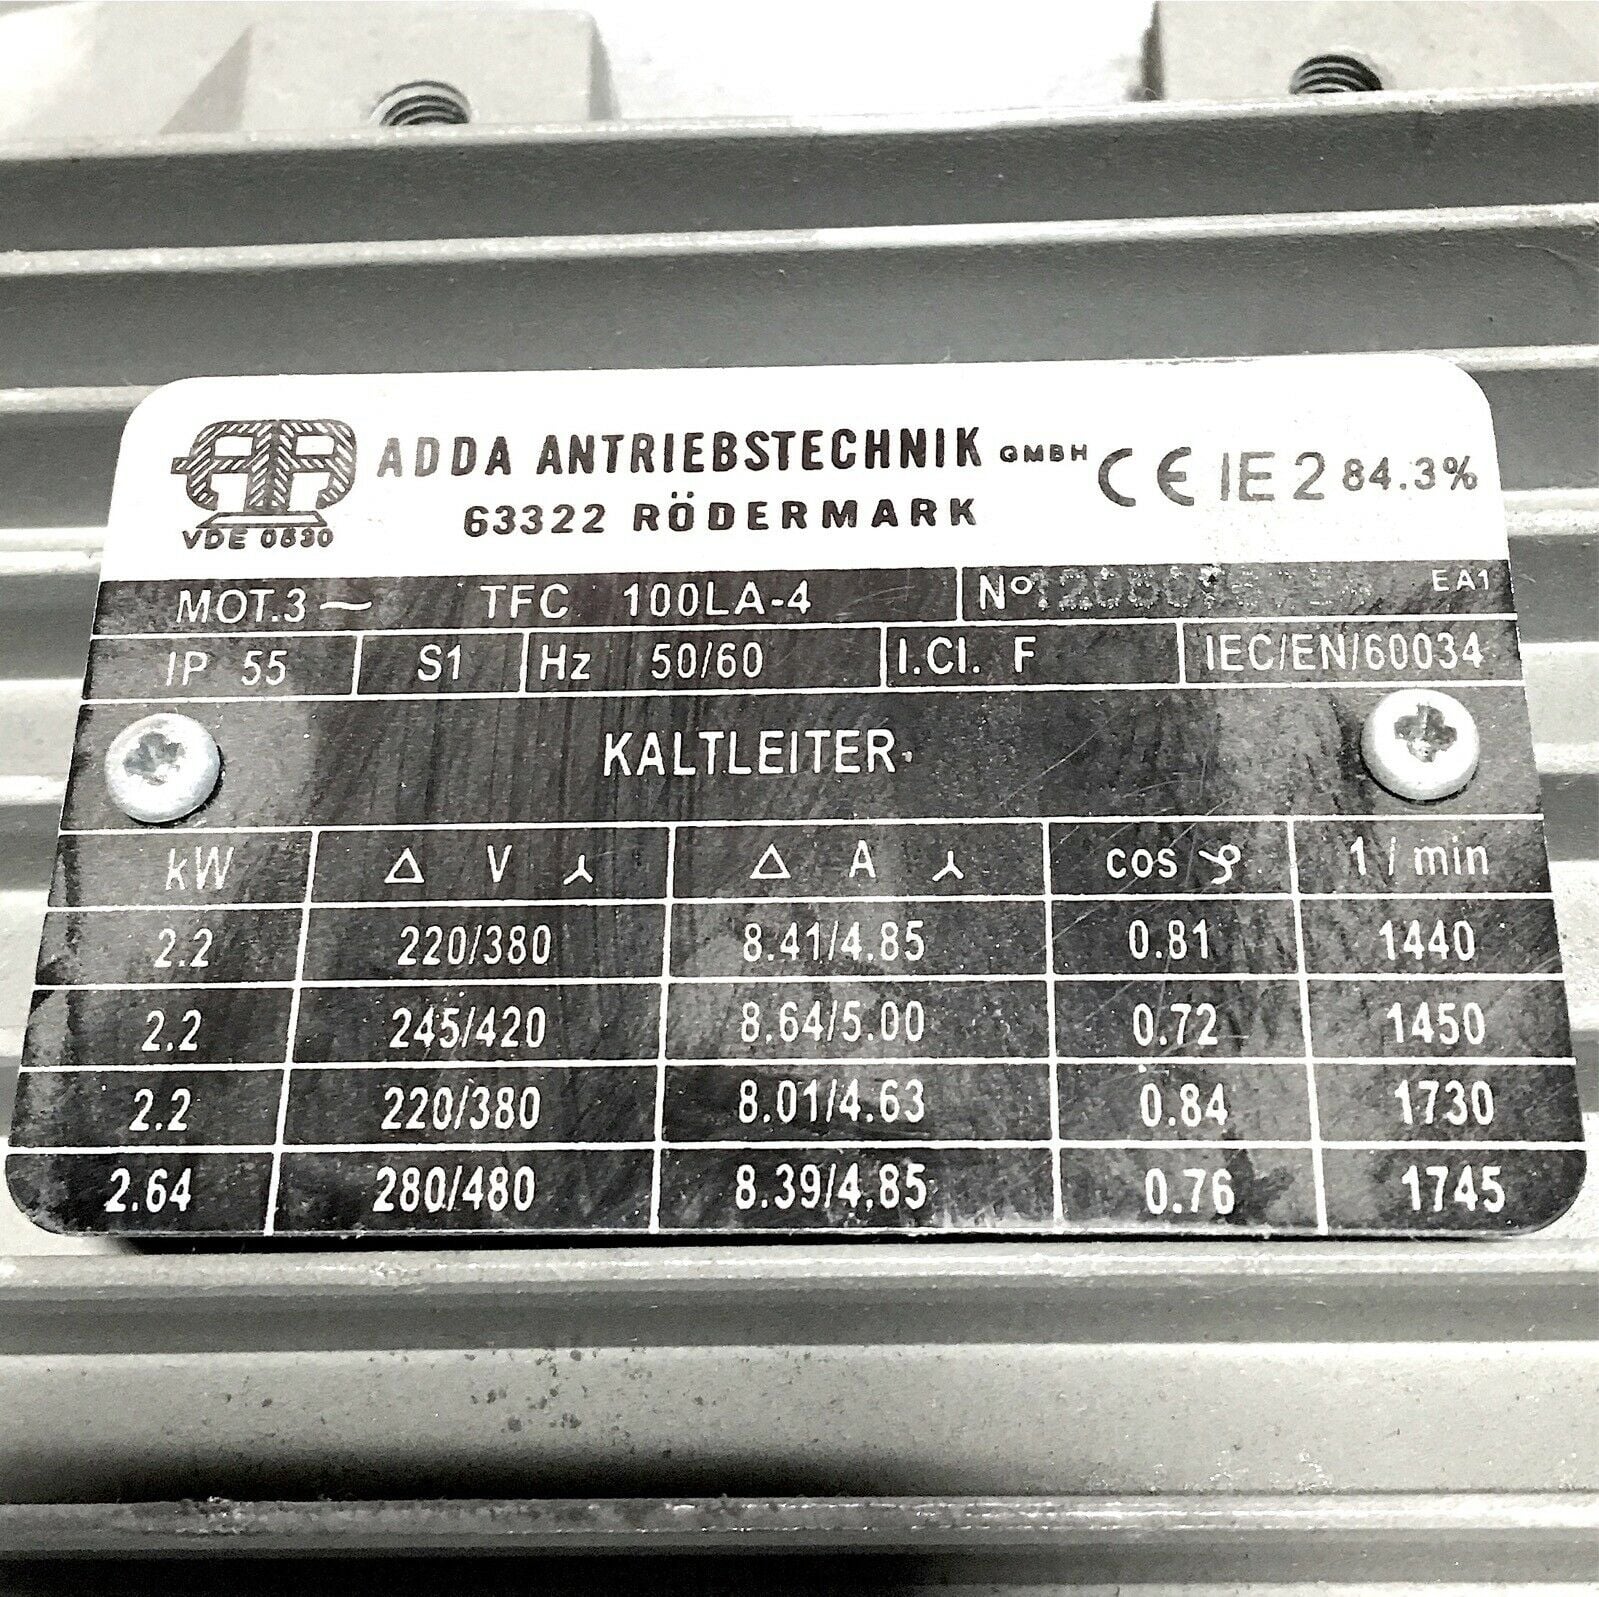 ADDA ANTRIEBSTECHNIK GMBH CE IE2 84.3%
63322 RÖDERMARK
VDE 0530
MOT.3~ TFC 100LA-4 Nº EA1
IP 55 S1 Hz 50/60 I.Cl. F IEC/EN/60034
KALTLEITER
kW Δ V ⅄ Δ A ⅄ cos φ 1/min
2.2 220/380 8.41/4.85 0.81 1440
2.2 245/420 8.64/5.00 0.72 1450
2.2 220/380 8.01/4.63 0.84 1730
2.64 280/480 8.39/4.85 0.76 1745